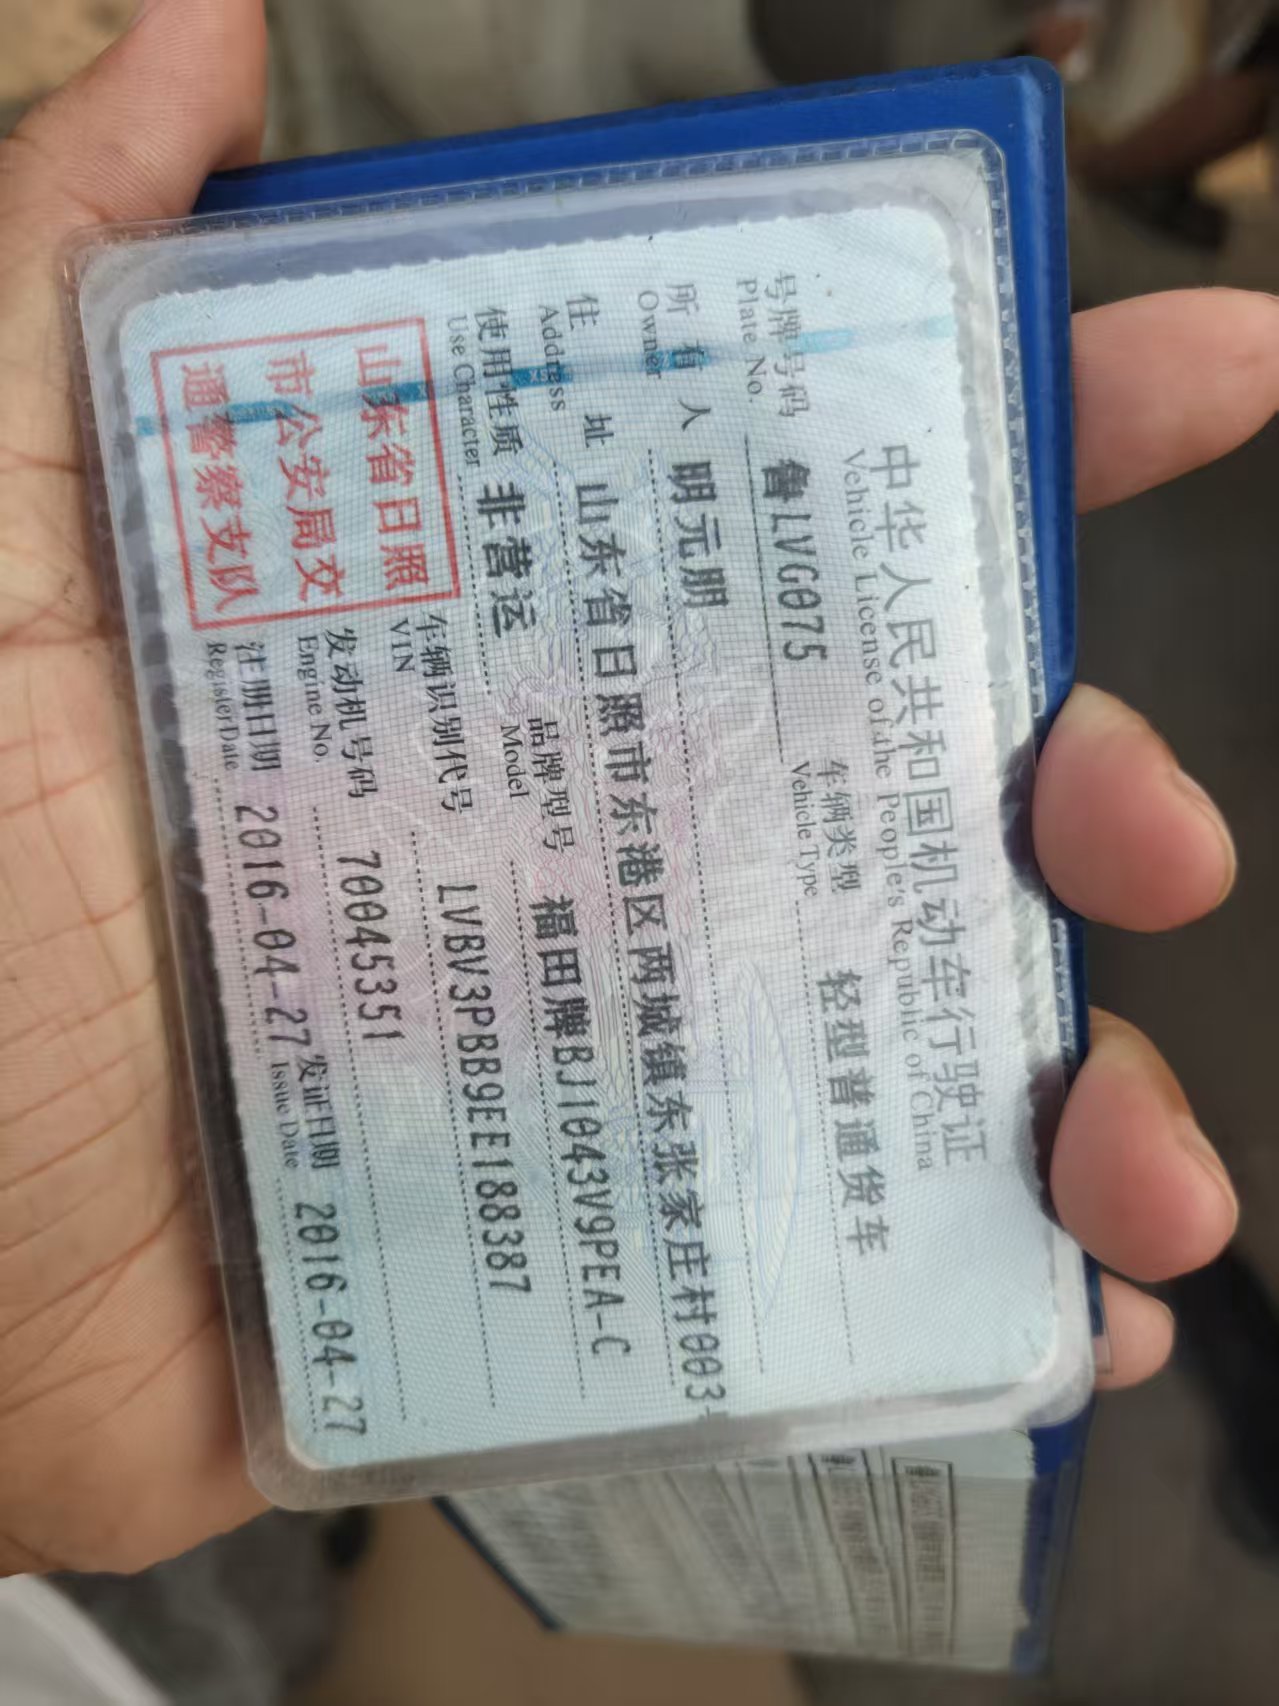 中华人民共和国机动车行驶证
Vehicle License of the People's Republic of China
号牌号码 鲁LVG075 车辆类型 轻型普通货车
Plate No. Vehicle Type
所有人 明元朋
Owner
住址 山东省日照市东港区两城镇东张家庄村003-
Address
使用性质 非营运 品牌型号 福田牌BJ1043V9PEA-C
Use Character Model
山东省日照
市公安局交
通警察支队
车辆识别代号 LVBV3PBB9EE188387
VIN
发动机号码 70045351
Engine No.
注册日期 2016-04-27 发证日期 2016-04-27
Register Date Issue Date